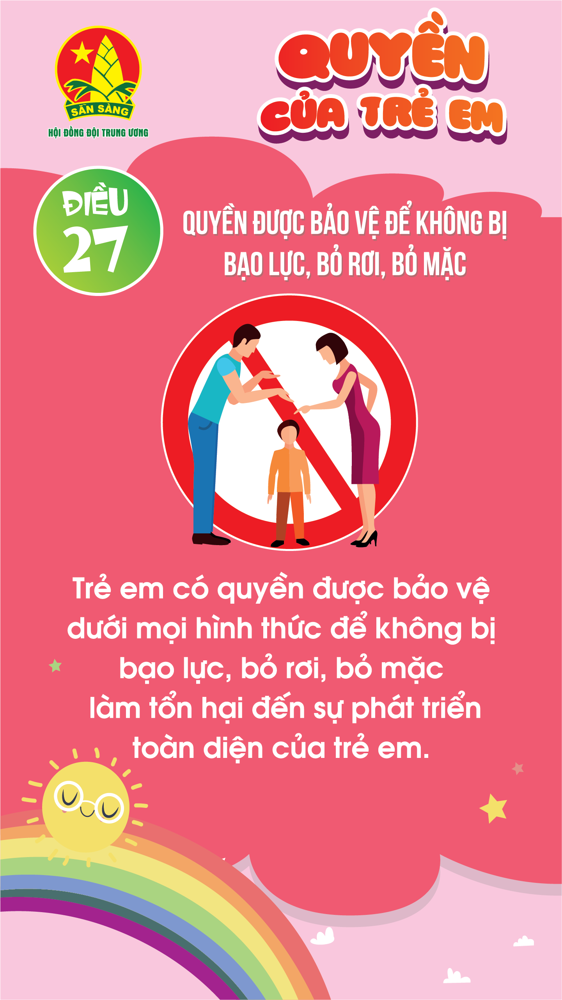 SẴN SÀNG
HỘI ĐỒNG ĐỘI TRUNG ƯƠNG
QUYỀN
CỦA TRẺ EM
ĐIỀU
27
QUYỀN ĐƯỢC BẢO VỆ ĐỂ KHÔNG BỊ
BẠO LỰC, BỎ RƠI, BỎ MẶC
Trẻ em có quyền được bảo vệ
dưới mọi hình thức để không bị
bạo lực, bỏ rơi, bỏ mặc
làm tổn hại đến sự phát triển
toàn diện của trẻ em.